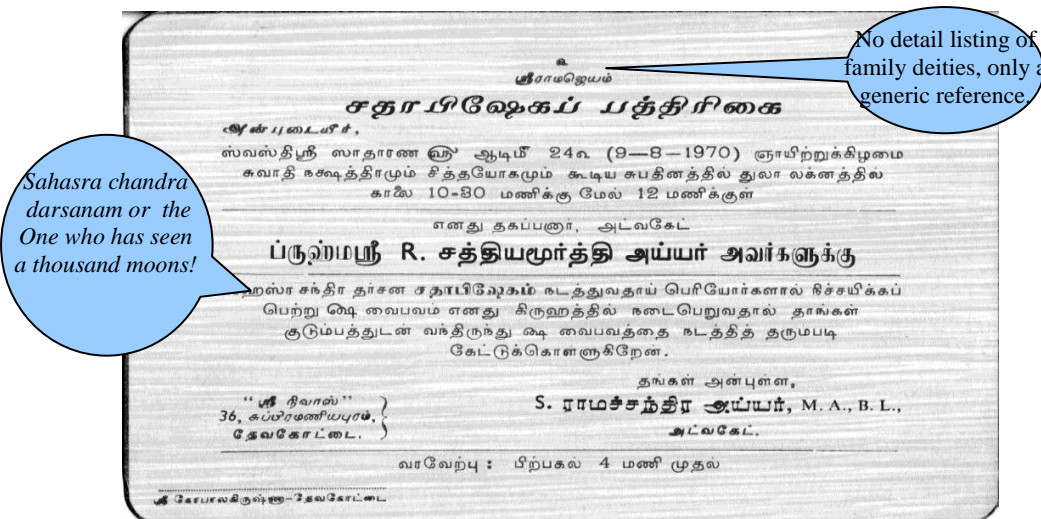 உ
ஸ்ரீராமஜெயம்
சதாபிஷேகப் பத்திரிகை
அன்புடையீர்,
ஸ்வஸ்திஸ்ரீ ஸாதாரண ௵ ஆடிமீ 24௳ (9—8—1970) ஞாயிற்றுக்கிழமை
சுவாதி நக்ஷத்திரமும் சித்தயோகமும் கூடிய சுபதினத்தில் துலா லக்னத்தில்
காலை 10-30 மணிக்கு மேல் 12 மணிக்குள்
எனது தகப்பனார், அட்வகேட்
ப்ருஹ்மஸ்ரீ R. சத்தியமூர்த்தி அய்யர் அவர்களுக்கு
ஹஸ்ர சந்திர தர்சன சதாபிஷேகம் நடத்துவதாய் பெரியோர்களால் நிச்சயிக்கப்
பெற்று ௸ வைபவம் எனது கிருஹத்தில் நடைபெறுவதால் தாங்கள்
குடும்பத்துடன் வந்திருந்து ௸ வைபவத்தை நடத்தித் தருமபடி
கேட்டுக்கொள்ளுகிறேன்.
தங்கள் அன்புள்ள,
S. ராமச்சந்திர அய்யர், M. A., B. L.,
அட்வகேட்.
“ ஸ்ரீ நிவாஸ் ”
36, சுப்பிரமணியபுரம்,
தேவகோட்டை.
வரவேற்பு : பிற்பகல் 4 மணி முதல்
ஸ்ரீ கோபாலகிருஷ்ணா–தேவகோட்டை
No detail listing of
family deities, only a
generic reference.
Sahasra chandra
darsanam or the
One who has seen
a thousand moons!